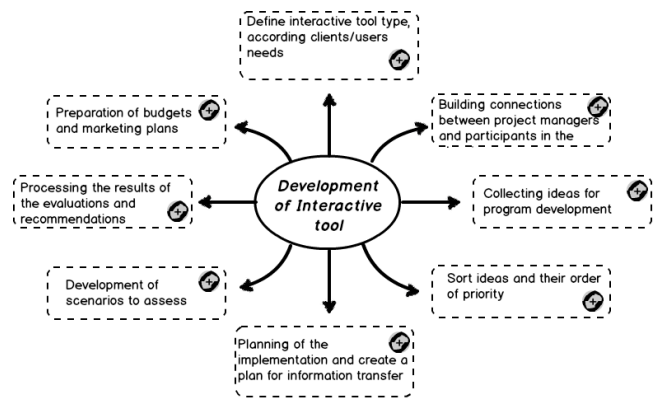 Define interactive tool type,
according clients/users
needs
Building connections
between project managers
and participants in the
Collecting ideas for
program development
Sort ideas and their order
of priority
Planning of the
implementation and create a
plan for information transfer
Development of
scenarios to assess
Processing the results of
the evaluations and
recommendations
Preparation of budgets
and marketing plans
Development
of Interactive
tool